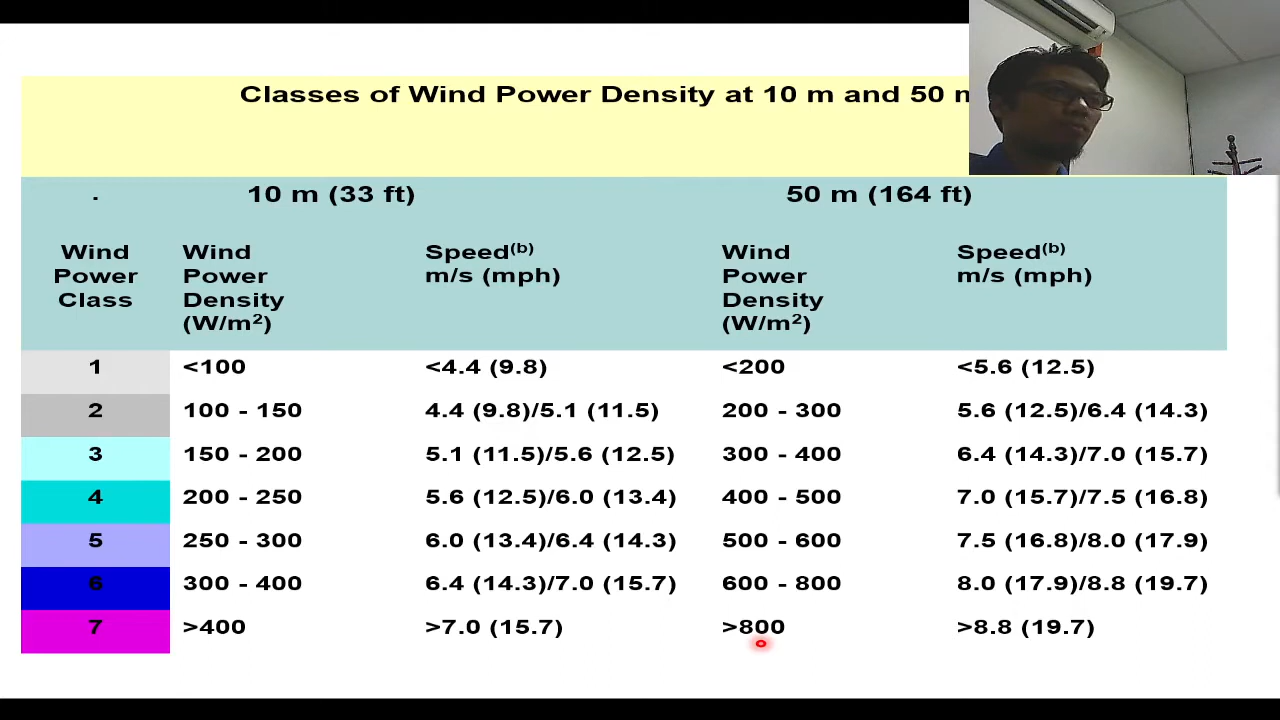 Classes of Wind Power Density at 10 m and 50
. 10 m (33 ft) 50 m (164 ft)
Wind Power Class Wind Power Density (W/m²) Speed(b) m/s (mph) Wind Power Density (W/m²) Speed(b) m/s (mph)
1 <100 <4.4 (9.8) <200 <5.6 (12.5)
2 100 - 150 4.4 (9.8)/5.1 (11.5) 200 - 300 5.6 (12.5)/6.4 (14.3)
3 150 - 200 5.1 (11.5)/5.6 (12.5) 300 - 400 6.4 (14.3)/7.0 (15.7)
4 200 - 250 5.6 (12.5)/6.0 (13.4) 400 - 500 7.0 (15.7)/7.5 (16.8)
5 250 - 300 6.0 (13.4)/6.4 (14.3) 500 - 600 7.5 (16.8)/8.0 (17.9)
6 300 - 400 6.4 (14.3)/7.0 (15.7) 600 - 800 8.0 (17.9)/8.8 (19.7)
7 >400 >7.0 (15.7) >800 >8.8 (19.7)